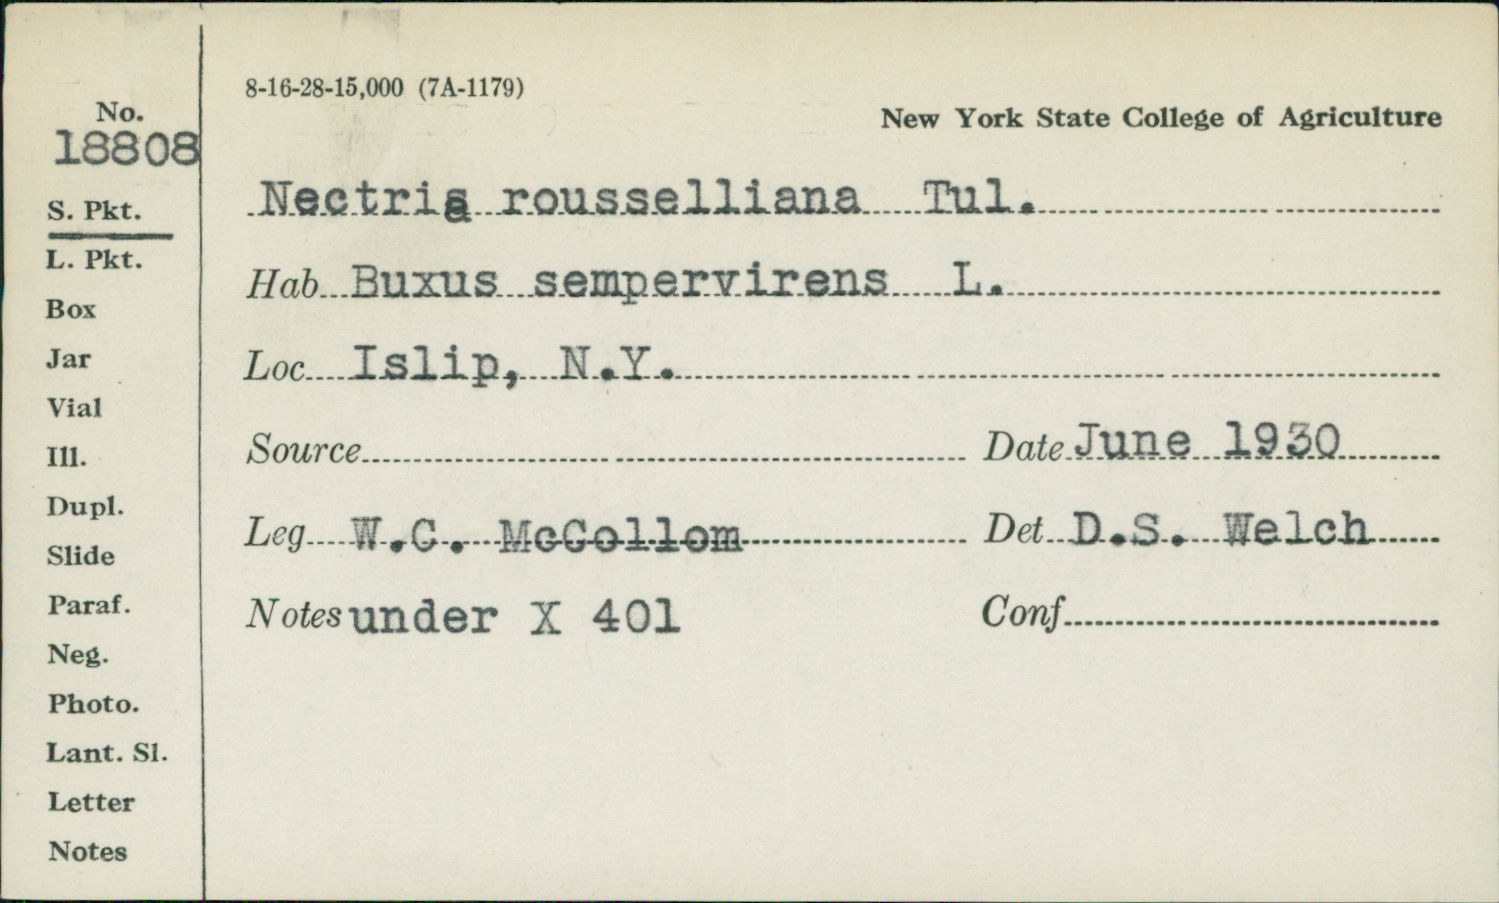 8-16-28-15,000 (7A-1179)
New York State College of Agriculture
No.
18808
S. Pkt.
L. Pkt.
Box
Jar
Vial
Ill.
Dupl.
Slide
Paraf.
Neg.
Photo.
Lant. Sl.
Letter
Notes
Nectria rousselliana Tul.
Hab Buxus sempervirens L.
Loc Islip, N.Y.
Source Date June 1930
Leg W.C. McCollom Det D.S. Welch
Notes under X 401 Conf